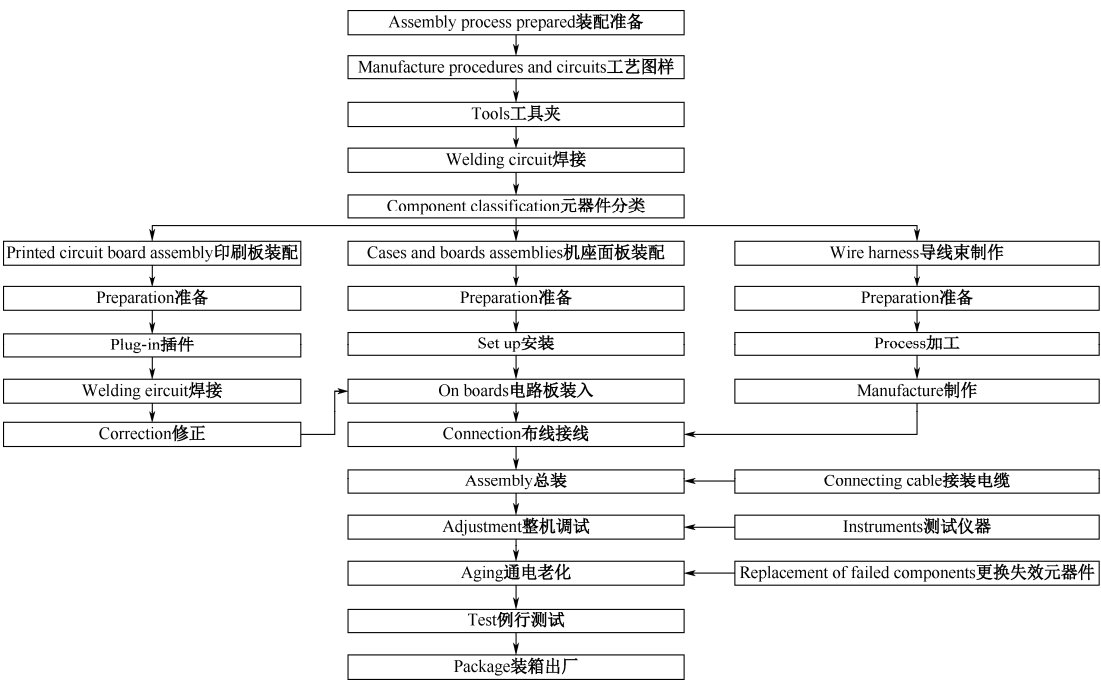 Assembly process prepared装配准备
Manufacture procedures and circuits工艺图样
Tools工具夹
Welding circuit焊接
Component classification元器件分类
Printed circuit board assembly印刷板装配
Cases and boards assemblies机座面板装配
Wire harness导线束制作
Preparation准备
Preparation准备
Preparation准备
Plug-in插件
Set up安装
Process加工
Welding eircuit焊接
On boards电路板装入
Manufacture制作
Correction修正
Connection布线接线
Assembly总装
Connecting cable接装电缆
Adjustment整机调试
Instruments测试仪器
Aging通电老化
Replacement of failed components更换失效元器件
Test例行测试
Package装箱出厂